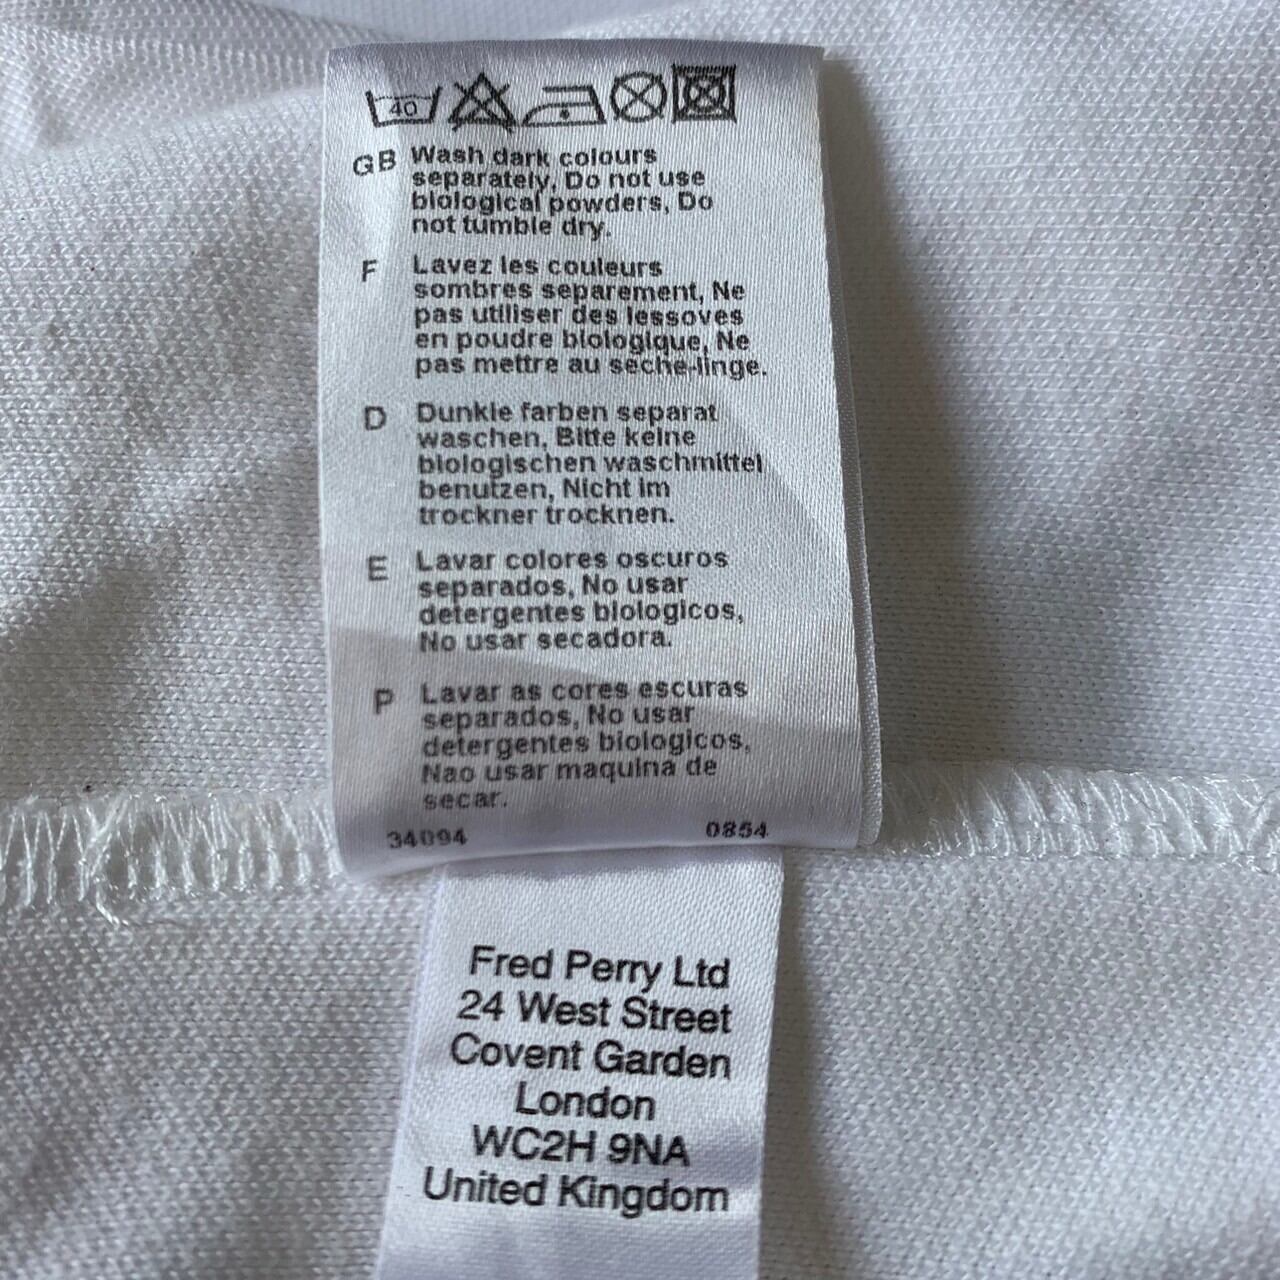 40
GB Wash dark colours
separately, Do not use
biological powders, Do
not tumble dry.
F Lavez les couleurs
sombres separement, Ne
pas utiliser des lessoves
en poudre biologique, Ne
pas mettre au seche-linge.
D Dunkle farben separat
waschen, Bitte keine
biologischen waschmittel
benutzen, Nicht im
trockner trocknen.
E Lavar colores oscuros
separados, No usar
detergentes biologicos,
No usar secadora.
P Lavar as cores escuras
separados, No usar
detergentes biologicos,
Nao usar maquina de
secar.
34094 0854
Fred Perry Ltd
24 West Street
Covent Garden
London
WC2H 9NA
United Kingdom